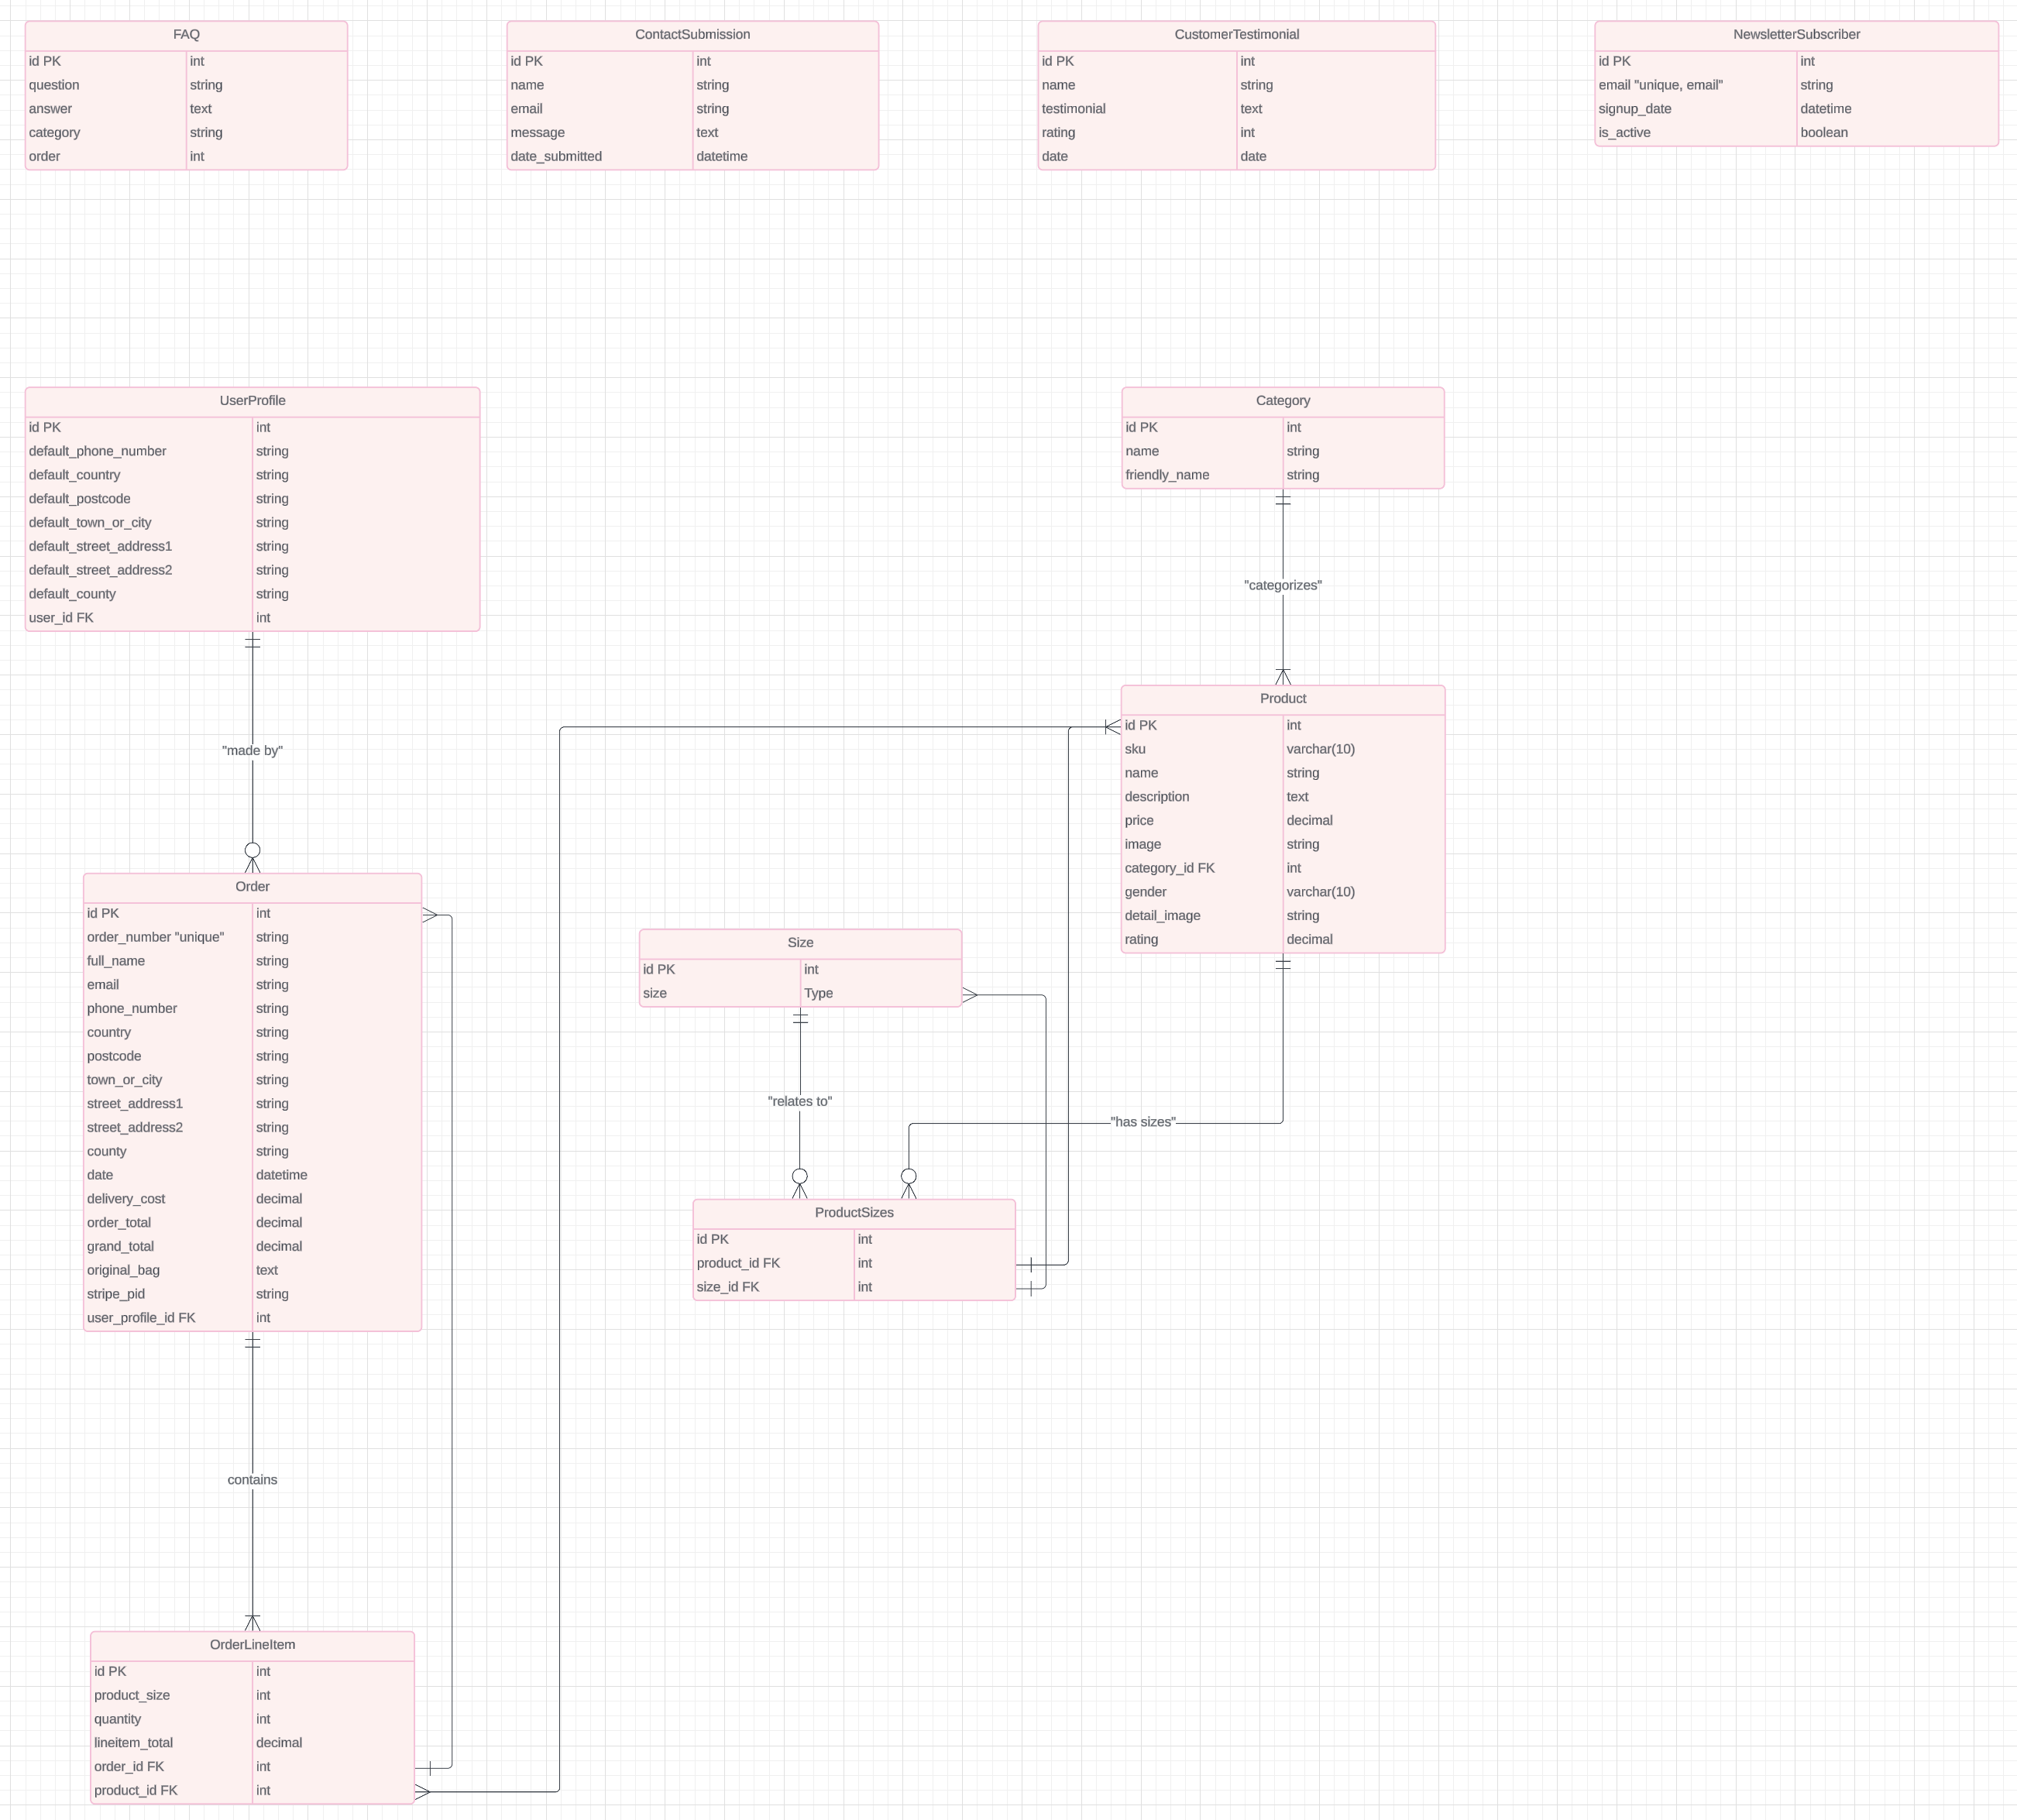 FAQ
id PK int
question string
answer text
category string
order int
ContactSubmission
id PK int
name string
email string
message text
date_submitted datetime
CustomerTestimonial
id PK int
name string
testimonial text
rating int
date date
NewsletterSubscriber
id PK int
email "unique, email" string
signup_date datetime
is_active boolean
UserProfile
id PK int
default_phone_number string
default_country string
default_postcode string
default_town_or_city string
default_street_address1 string
default_street_address2 string
default_county string
user_id FK int
"made by"
Category
id PK int
name string
friendly_name string
"categorizes"
Product
id PK int
sku varchar(10)
name string
description text
price decimal
image string
category_id FK int
gender varchar(10)
detail_image string
rating decimal
Order
id PK int
order_number "unique" string
full_name string
email string
phone_number string
country string
postcode string
town_or_city string
street_address1 string
street_address2 string
county string
date datetime
delivery_cost decimal
order_total decimal
grand_total decimal
original_bag text
stripe_pid string
user_profile_id FK int
Size
id PK int
size Type
"relates to"
"has sizes"
ProductSizes
id PK int
product_id FK int
size_id FK int
contains
OrderLineItem
id PK int
product_size int
quantity int
lineitem_total decimal
order_id FK int
product_id FK int